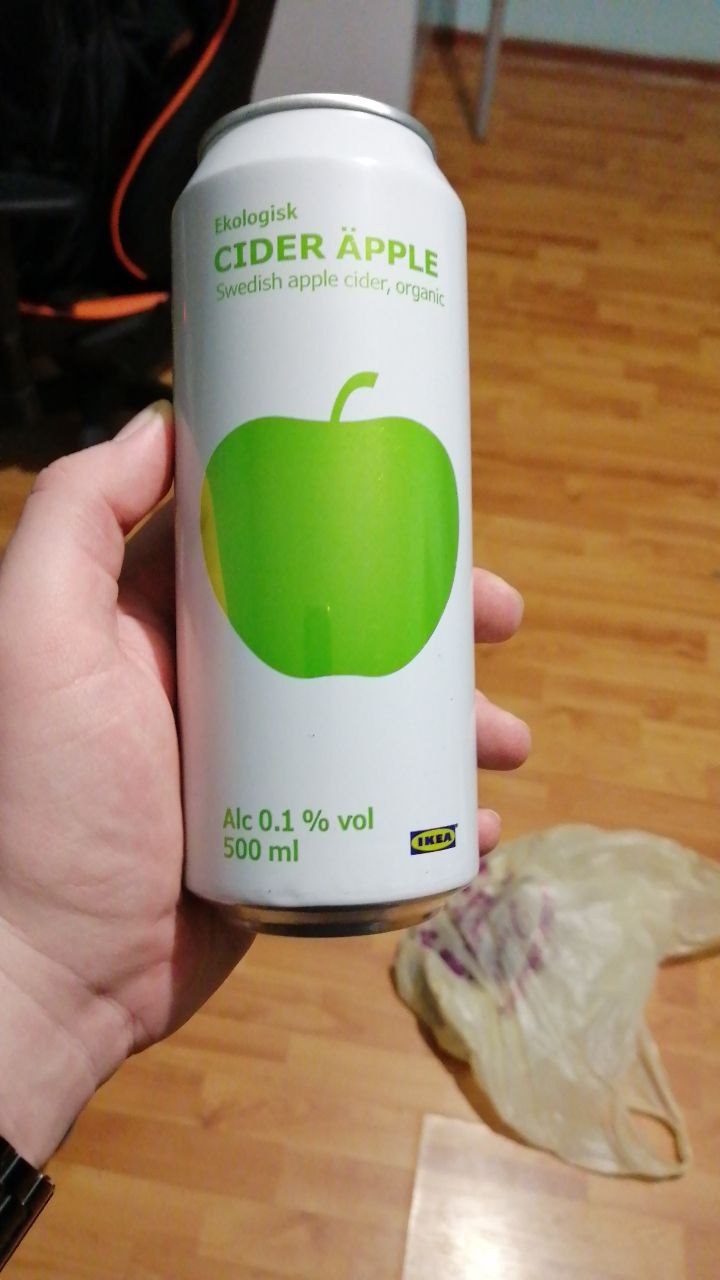 Ekologisk
CIDER ÄPPLE
Swedish apple cider, organic
Alc 0.1 % vol
500 ml
IKEA